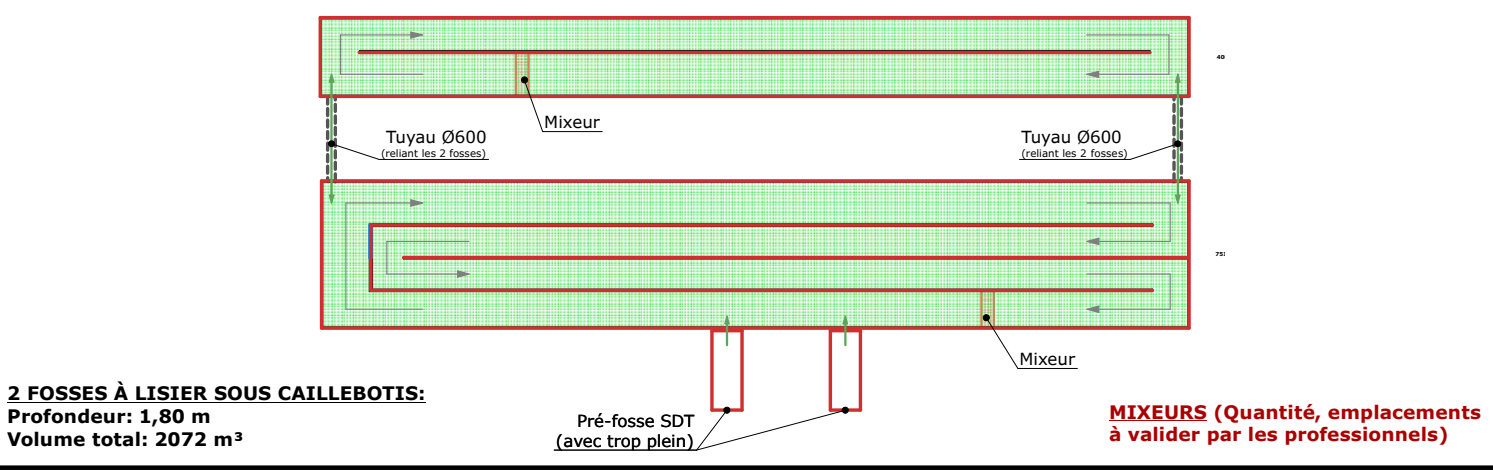 Mixeur
Tuyau Ø600
(reliant les 2 fosses)
Tuyau Ø600
(reliant les 2 fosses)
Mixeur
2 FOSSES À LISIER SOUS CAILLEBOTIS:
Profondeur: 1,80 m
Volume total: 2072 m³
Pré-fosse SDT
(avec trop plein)
MIXEURS (Quantité, emplacements
à valider par les professionnels)